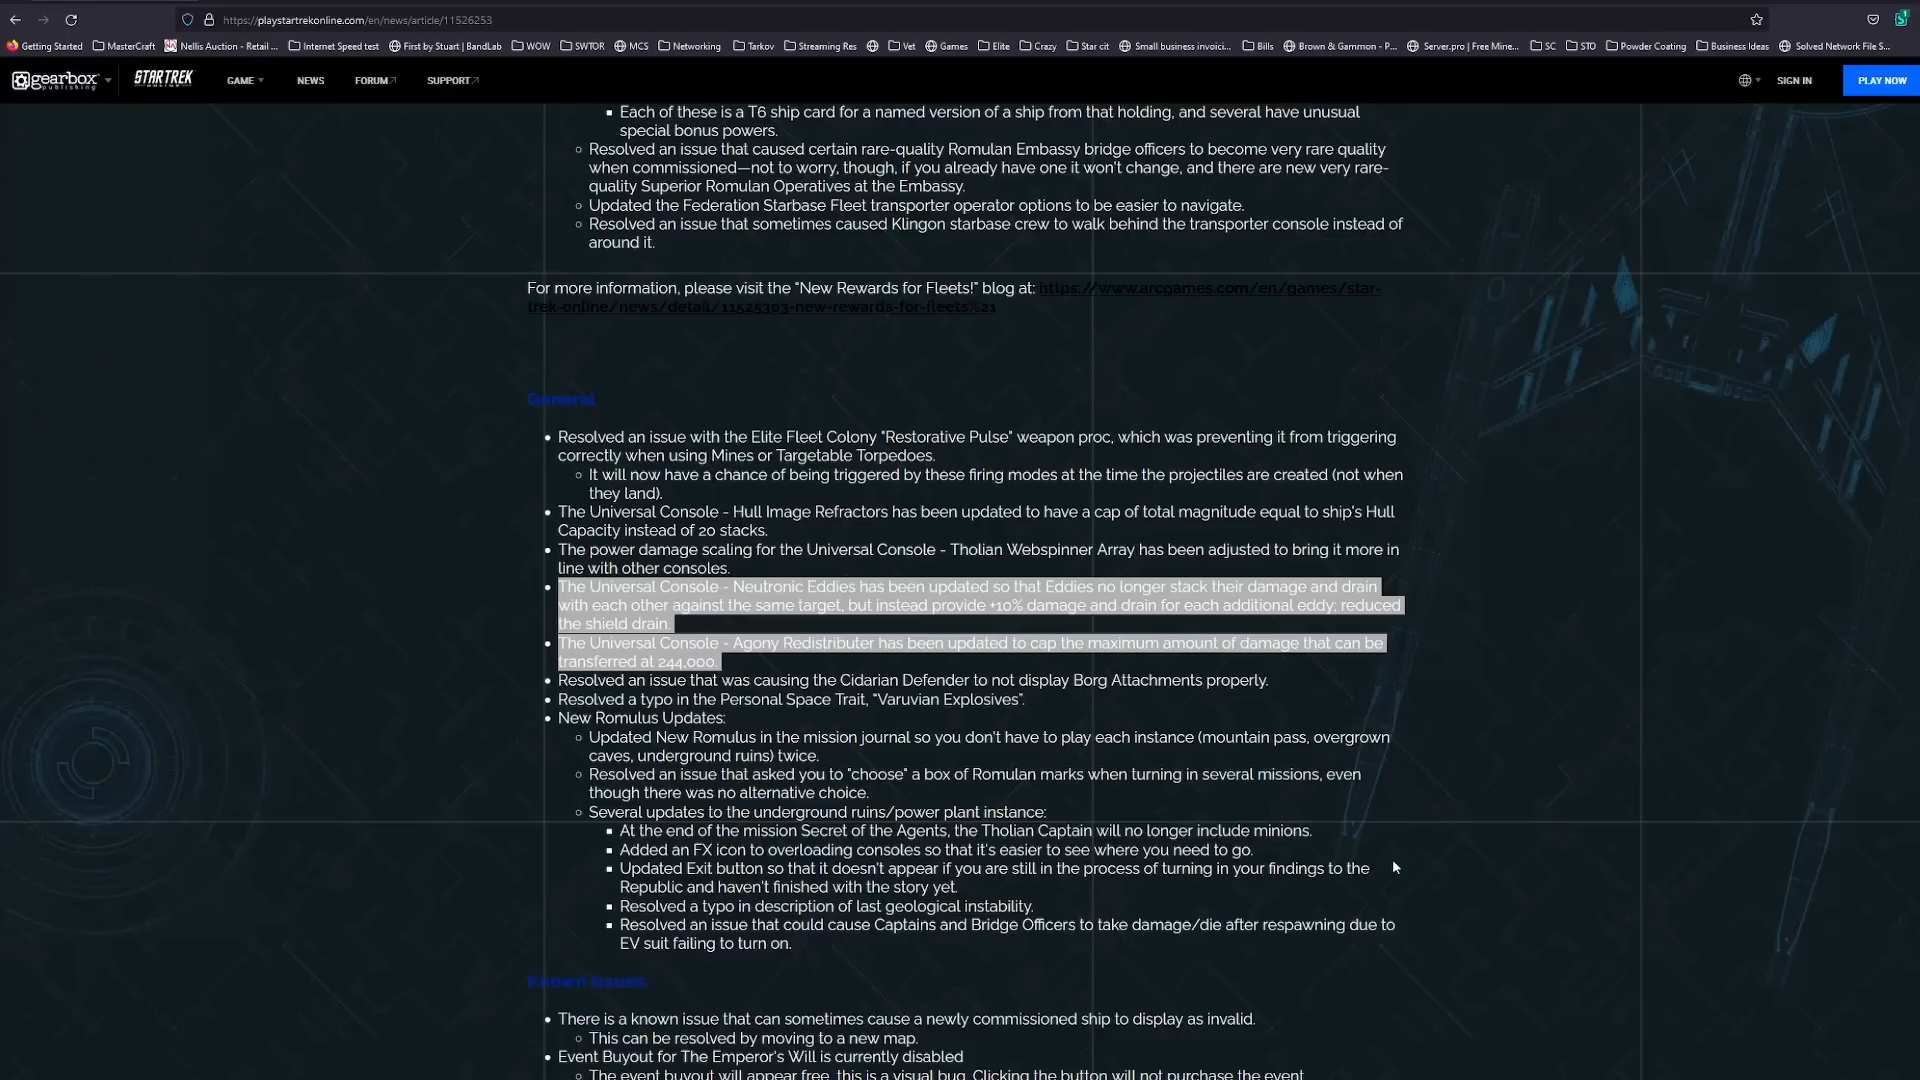 https://playstartrekonline.com/en/news/article/11526253
Getting Started MasterCraft Nellis Auction - Retail ... Internet Speed test First by Stuart | BandLab WOW SWTOR MCS Networking Tarkov Streaming Res Vet Games Elite Crazy Star cit Small business invoici... Bills Brown & Gammon - P... Server.pro | Free Mine... SC STO Powder Coating Business Ideas Solved Network File S...
gearbox publishing STAR TREK ONLINE GAME NEWS FORUM SUPPORT SIGN IN PLAY NOW
Each of these is a T6 ship card for a named version of a ship from that holding, and several have unusual
special bonus powers.
Resolved an issue that caused certain rare-quality Romulan Embassy bridge officers to become very rare quality
when commissioned—not to worry, though, if you already have one it won't change, and there are new very rare-
quality Superior Romulan Operatives at the Embassy.
Updated the Federation Starbase Fleet transporter operator options to be easier to navigate.
Resolved an issue that sometimes caused Klingon starbase crew to walk behind the transporter console instead of
around it.
For more information, please visit the "New Rewards for Fleets!" blog at: https://www.arcgames.com/en/games/star-
trek-online/news/detail/11525303-new-rewards-for-fleets%21
General
Resolved an issue with the Elite Fleet Colony "Restorative Pulse" weapon proc, which was preventing it from triggering
correctly when using Mines or Targetable Torpedoes.
It will now have a chance of being triggered by these firing modes at the time the projectiles are created (not when
they land).
The Universal Console - Hull Image Refractors has been updated to have a cap of total magnitude equal to ship's Hull
Capacity instead of 20 stacks.
The power damage scaling for the Universal Console - Tholian Webspinner Array has been adjusted to bring it more in
line with other consoles.
The Universal Console - Neutronic Eddies has been updated so that Eddies no longer stack their damage and drain
with each other against the same target, but instead provide +10% damage and drain for each additional eddy; reduced
the shield drain.
The Universal Console - Agony Redistributer has been updated to cap the maximum amount of damage that can be
transferred at 244,000.
Resolved an issue that was causing the Cidarian Defender to not display Borg Attachments properly.
Resolved a typo in the Personal Space Trait, "Varuvian Explosives".
New Romulus Updates:
Updated New Romulus in the mission journal so you don't have to play each instance (mountain pass, overgrown
caves, underground ruins) twice.
Resolved an issue that asked you to "choose" a box of Romulan marks when turning in several missions, even
though there was no alternative choice.
Several updates to the underground ruins/power plant instance:
At the end of the mission Secret of the Agents, the Tholian Captain will no longer include minions.
Added an FX icon to overloading consoles so that it's easier to see where you need to go.
Updated Exit button so that it doesn't appear if you are still in the process of turning in your findings to the
Republic and haven't finished with the story yet.
Resolved a typo in description of last geological instability.
Resolved an issue that could cause Captains and Bridge Officers to take damage/die after respawning due to
EV suit failing to turn on.
Known Issues
There is a known issue that can sometimes cause a newly commissioned ship to display as invalid.
This can be resolved by moving to a new map.
Event Buyout for The Emperor's Will is currently disabled
The event buyout will appear free, this is a visual bug. Clicking the button will not purchase the event.